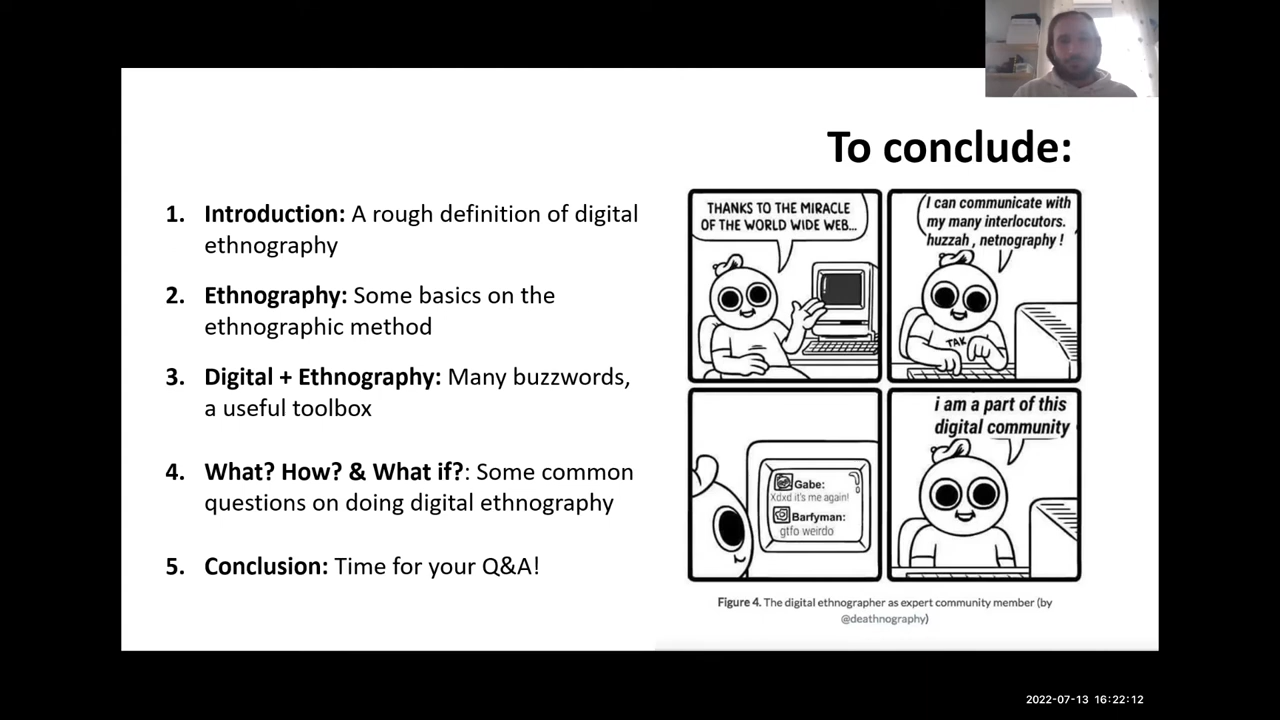 To conclude:
1. Introduction: A rough definition of digital
ethnography
2. Ethnography: Some basics on the
ethnographic method
3. Digital + Ethnography: Many buzzwords,
a useful toolbox
4. What? How? & What if?: Some common
questions on doing digital ethnography
5. Conclusion: Time for your Q&A!
THANKS TO THE MIRACLE
OF THE WORLD WIDE WEB...
I can communicate with
my many interlocutors.
huzzah , netnography !
TAK
Gabe:
Xdxd it's me again!
Barfyman:
gtfo weirdo
i am a part of this
digital community
Figure 4. The digital ethnographer as expert community member (by
@deathnography)
2022-07-13 16:22:12